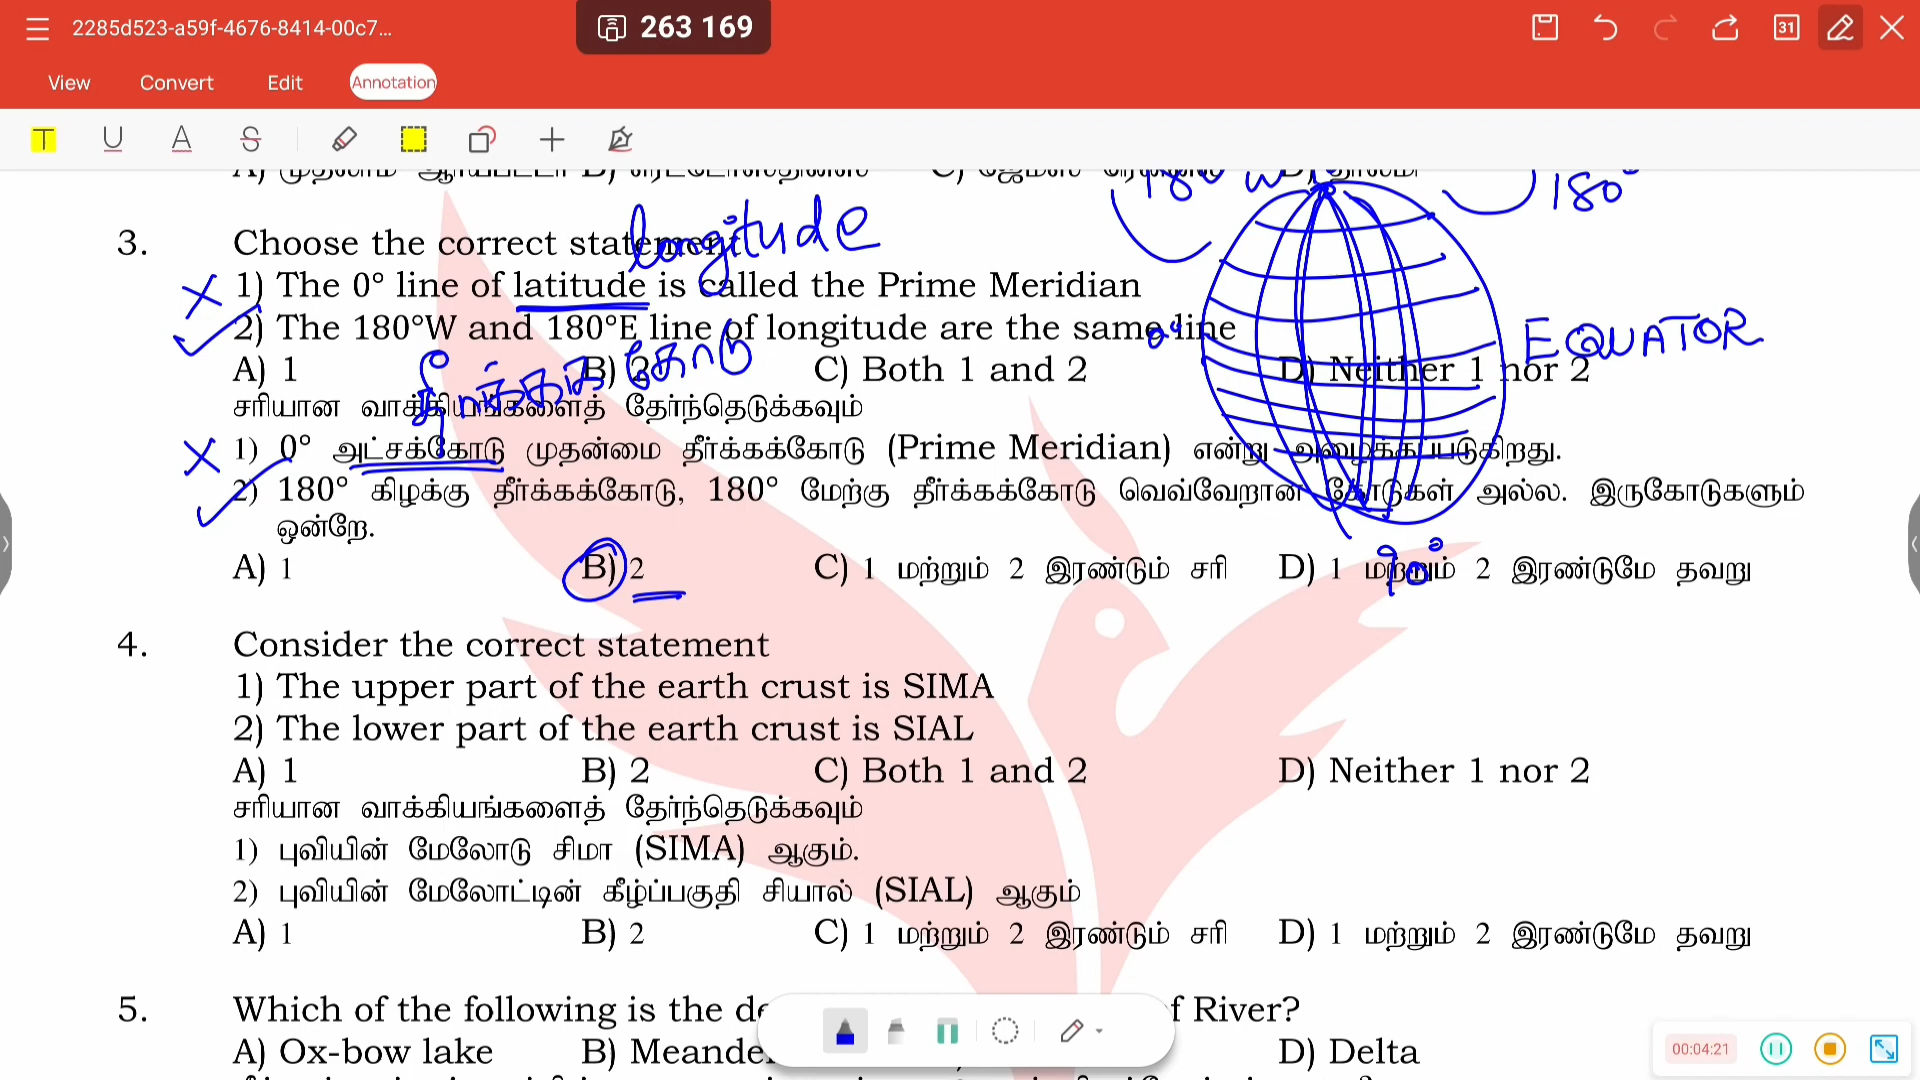 2285d523-a59f-4676-8414-00c7...
263 169
31
View Convert Edit Annotation
T U A S
180 W
180°
longitude
3. Choose the correct statement
1) The 0° line of latitude is called the Prime Meridian
2) The 180°W and 180°E line of longitude are the same line
0°
EQUATOR
A) 1 B) 2 C) Both 1 and 2 D) Neither 1 nor 2
தீர்க்கக் கோடு
சரியான வாக்கியங்களைத் தேர்ந்தெடுக்கவும்
1) 0° அட்சக்கோடு முதன்மை தீர்க்கக்கோடு (Prime Meridian) என்று அழைக்கப்படுகிறது.
2) 180° கிழக்கு தீர்க்கக்கோடு, 180° மேற்கு தீர்க்கக்கோடு வெவ்வேறான கோடுகள் அல்ல. இருகோடுகளும்
ஒன்றே.
A) 1 B) 2 C) 1 மற்றும் 2 இரண்டும் சரி D) 1 மற்றும் 2 இரண்டுமே தவறு
90°
4. Consider the correct statement
1) The upper part of the earth crust is SIMA
2) The lower part of the earth crust is SIAL
A) 1 B) 2 C) Both 1 and 2 D) Neither 1 nor 2
சரியான வாக்கியங்களைத் தேர்ந்தெடுக்கவும்
1) புவியின் மேலோடு சிமா (SIMA) ஆகும்.
2) புவியின் மேலோட்டின் கீழ்ப்பகுதி சியால் (SIAL) ஆகும்
A) 1 B) 2 C) 1 மற்றும் 2 இரண்டும் சரி D) 1 மற்றும் 2 இரண்டுமே தவறு
5. Which of the following is the de f River?
A) Ox-bow lake B) Meande D) Delta
00:04:21